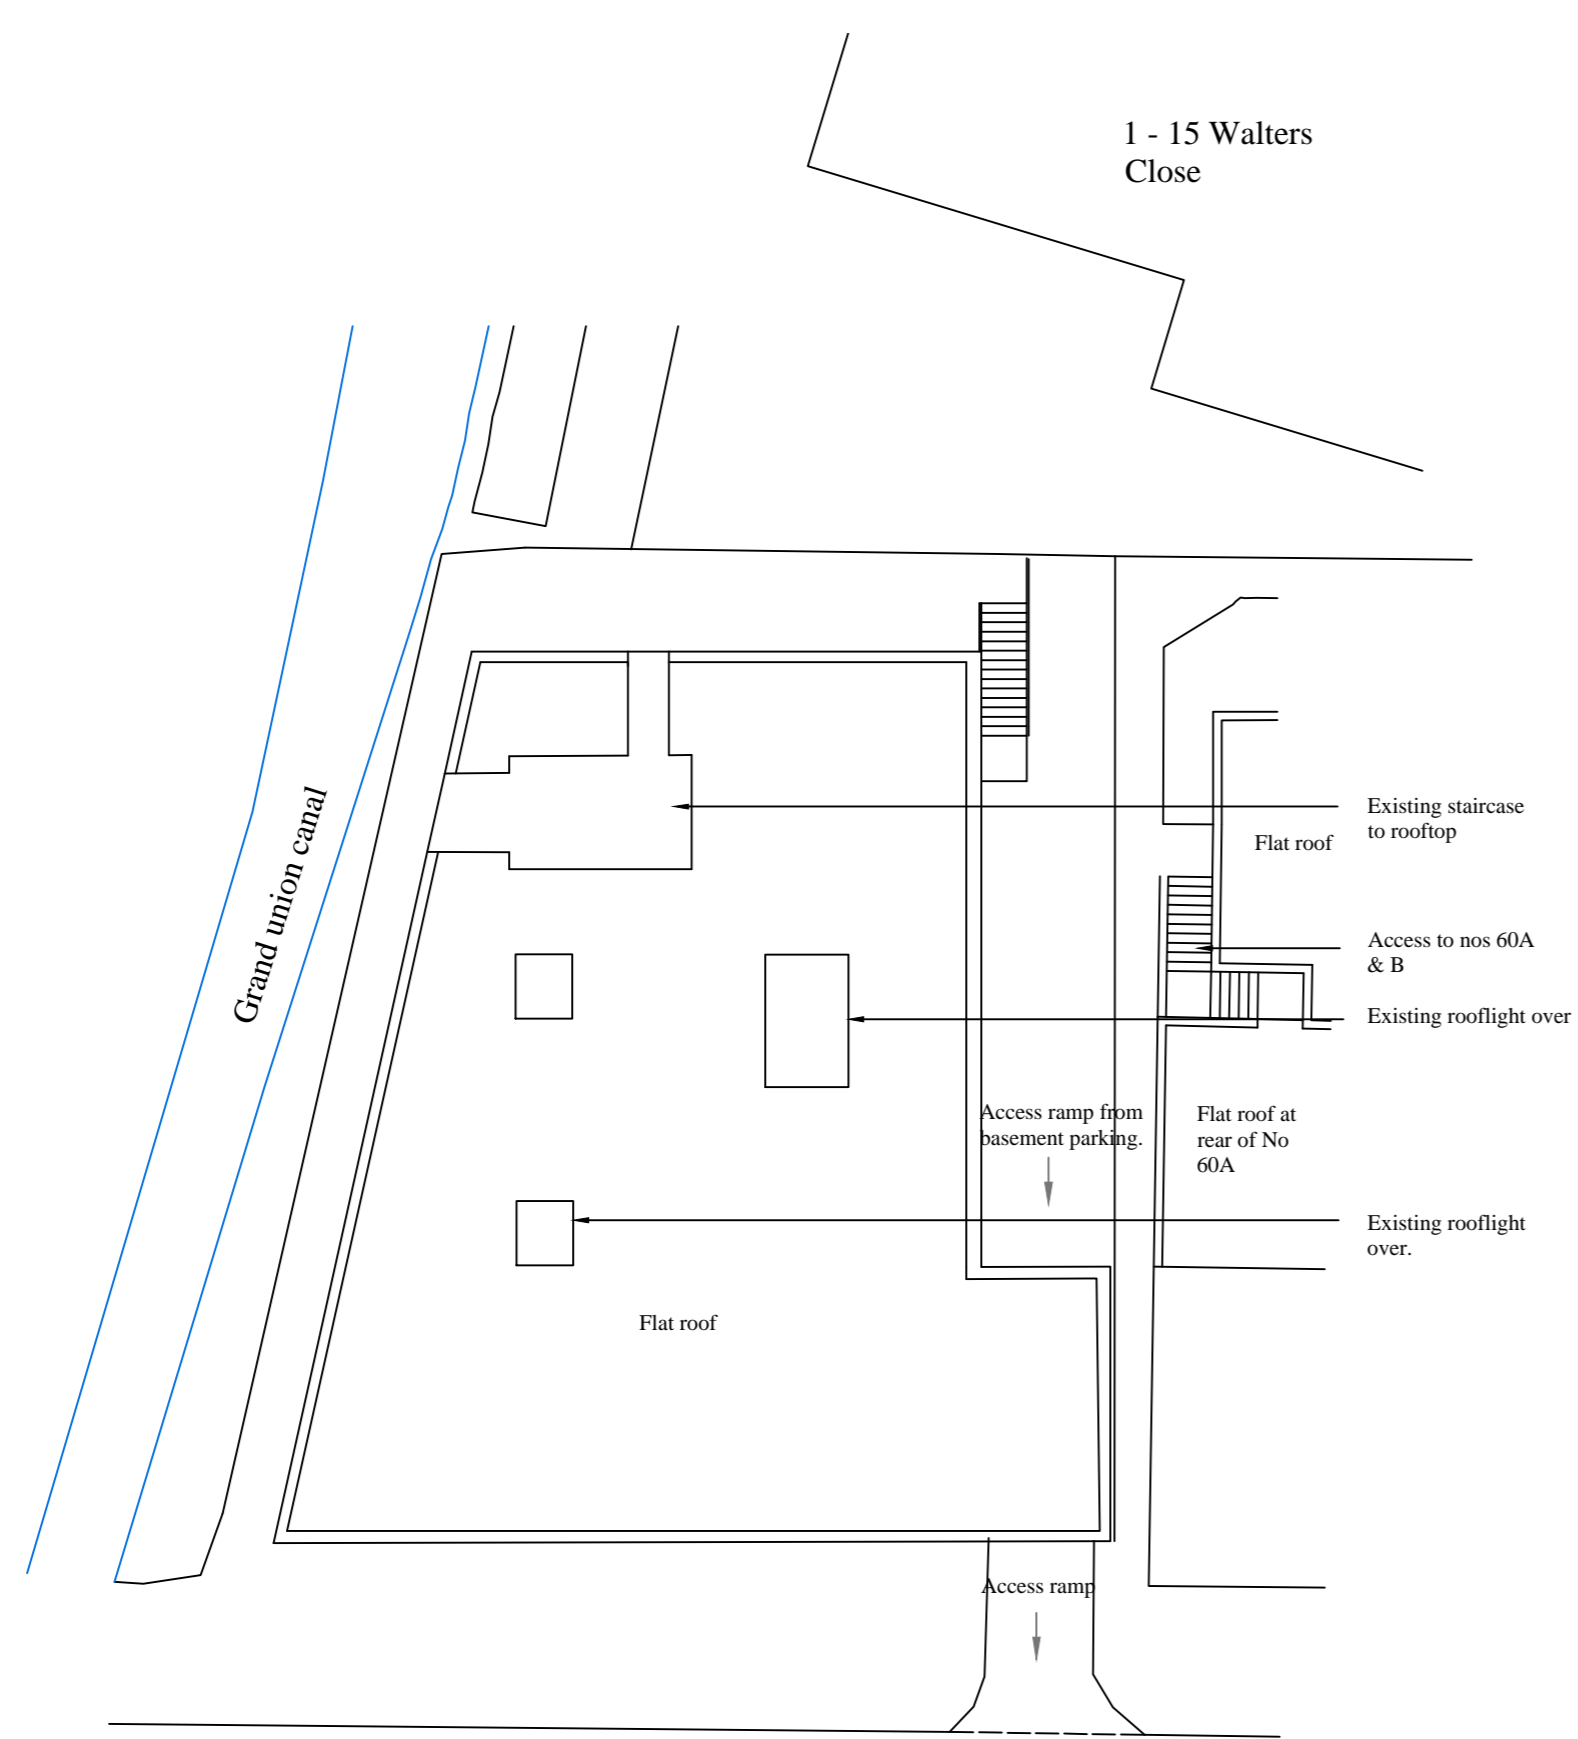 1 - 15 Walters
Close
Grand union canal
Existing staircase
to rooftop
Flat roof
Access to nos 60A
& B
Existing rooflight over
Access ramp from
basement parking.
Flat roof at
rear of No
60A
Existing rooflight
over.
Flat roof
Access ramp